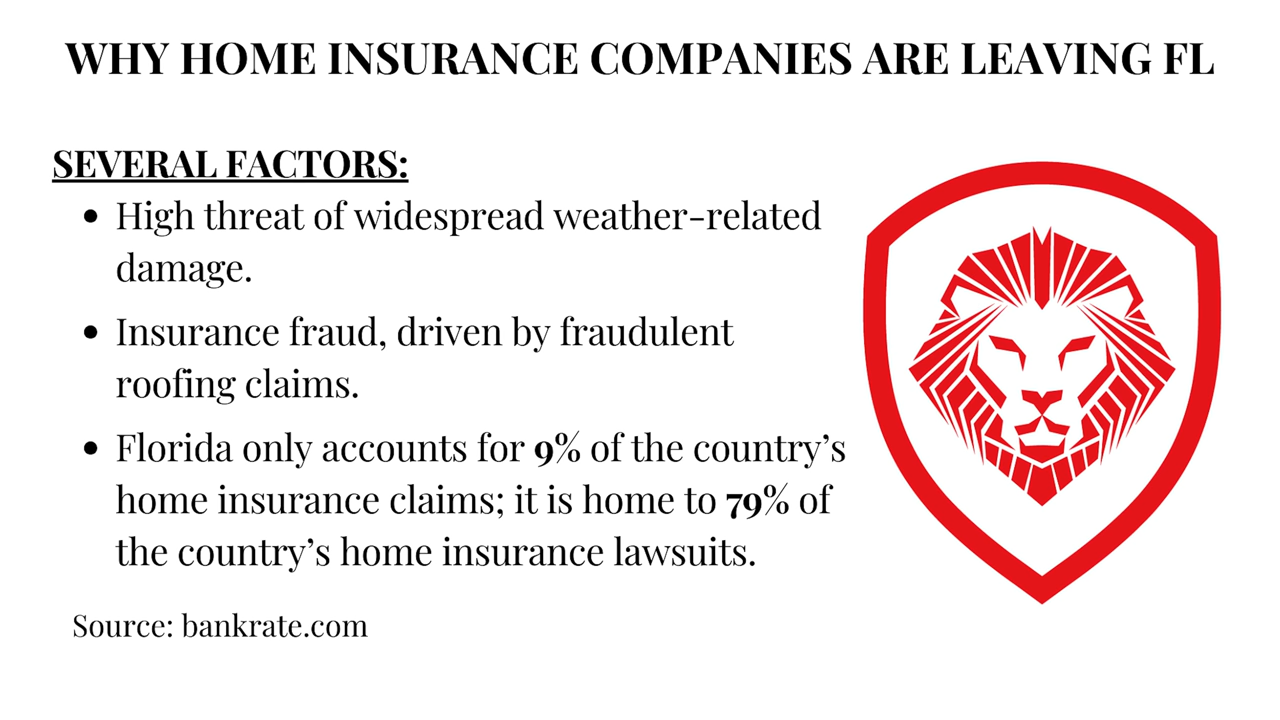 WHY HOME INSURANCE COMPANIES ARE LEAVING FL
SEVERAL FACTORS:
• High threat of widespread weather-related
damage.
• Insurance fraud, driven by fraudulent
roofing claims.
• Florida only accounts for 9% of the country’s
home insurance claims; it is home to 79% of
the country’s home insurance lawsuits.
Source: bankrate.com